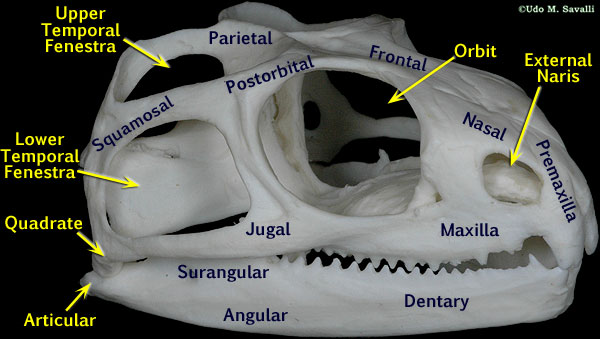 ©Udo M. Savalli
Upper
Temporal
Fenestra
Parietal
Frontal
Orbit
External
Naris
Postorbital
Squamosal
Nasal
Premaxilla
Lower
Temporal
Fenestra
Quadrate
Jugal
Maxilla
Surangular
Articular
Angular
Dentary